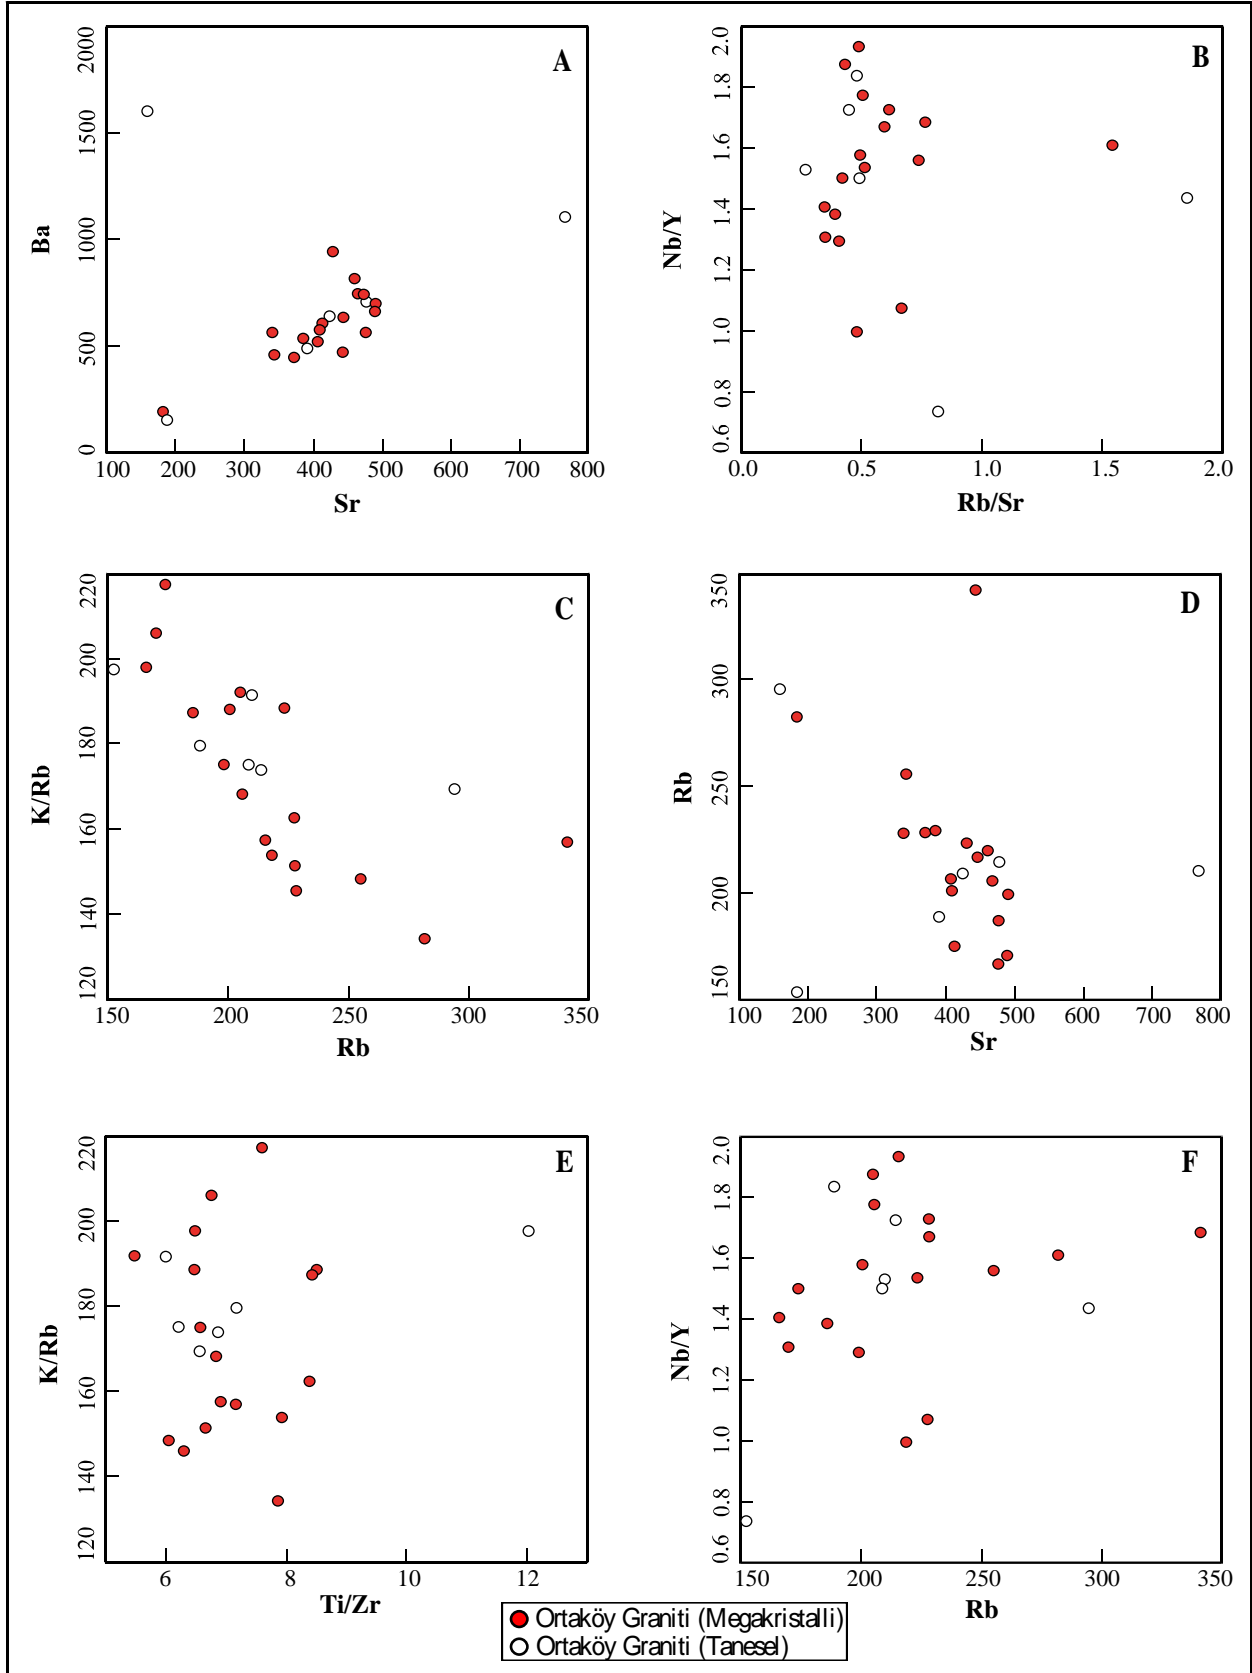 A
Ba
2000
1500
1000
500
0
100 200 300 400 500 600 700 800
Sr
B
Nb/Y
2.0
1.8
1.6
1.4
1.2
1.0
0.8
0.6
0.0 0.5 1.0 1.5 2.0
Rb/Sr
C
K/Rb
220
200
180
160
140
120
150 200 250 300 350
Rb
D
Rb
350
300
250
200
150
100 200 300 400 500 600 700 800
Sr
E
K/Rb
220
200
180
160
140
120
6 8 10 12
Ti/Zr
F
Nb/Y
2.0
1.8
1.6
1.4
1.2
1.0
0.8
0.6
150 200 250 300 350
Rb
Ortaköy Graniti (Megakristalli)
Ortaköy Graniti (Tanesel)